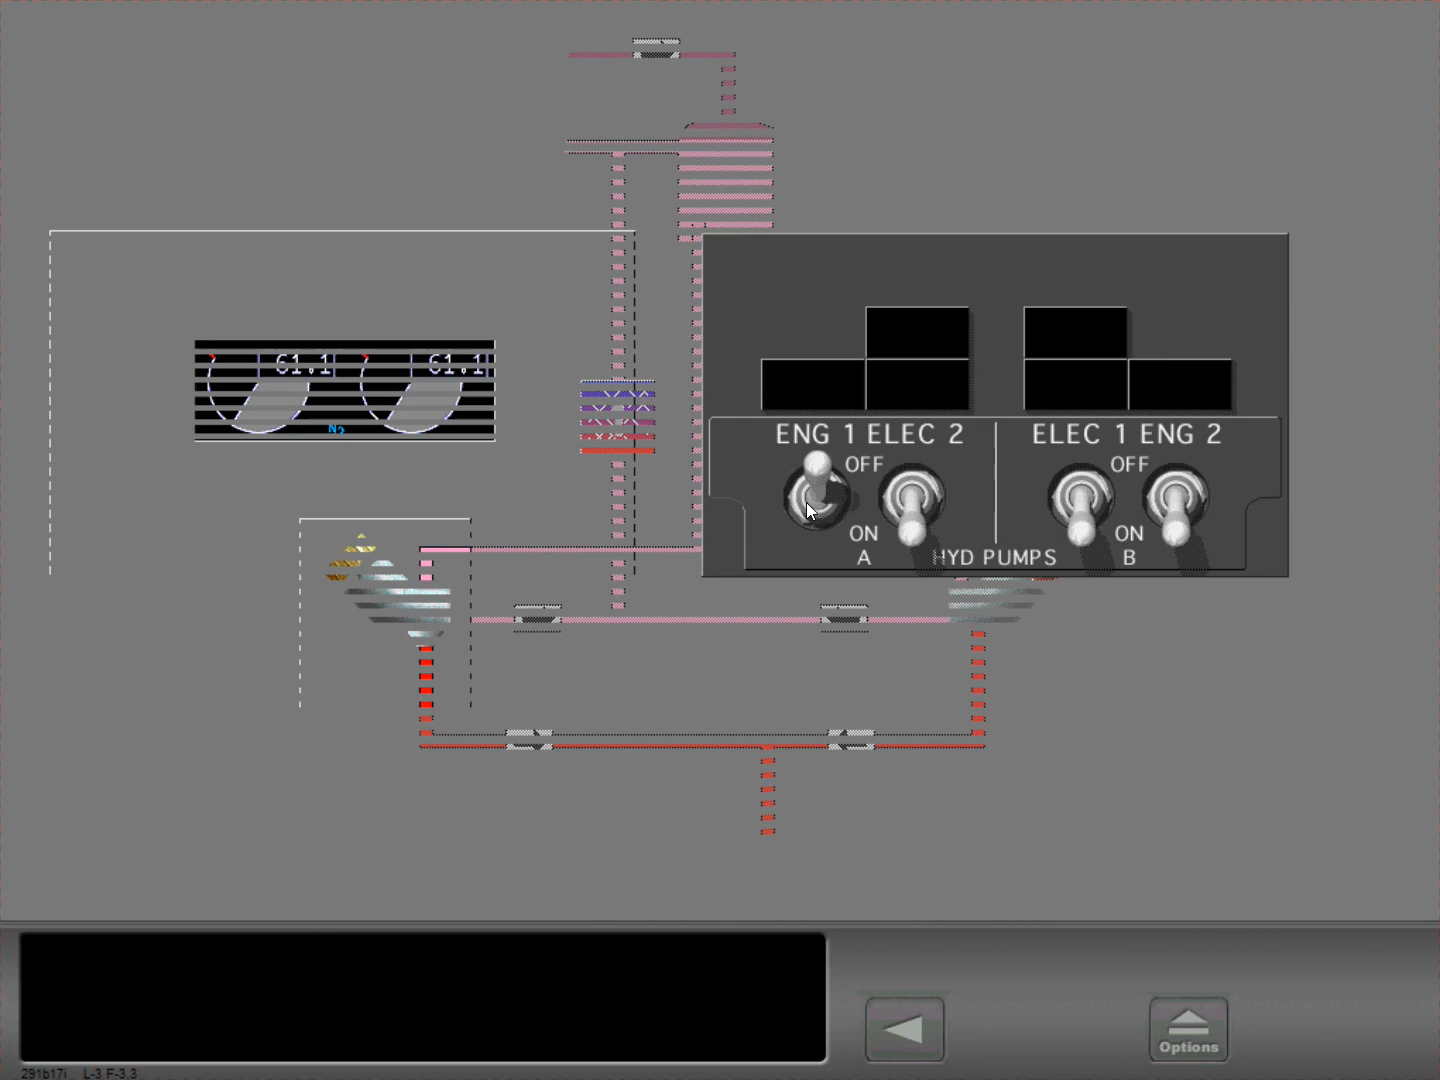 61.1 61.1
N2
ENG 1 ELEC 2 ELEC 1 ENG 2
OFF OFF
ON ON
A HYD PUMPS B
Options
291b17i L-3 F-3.3